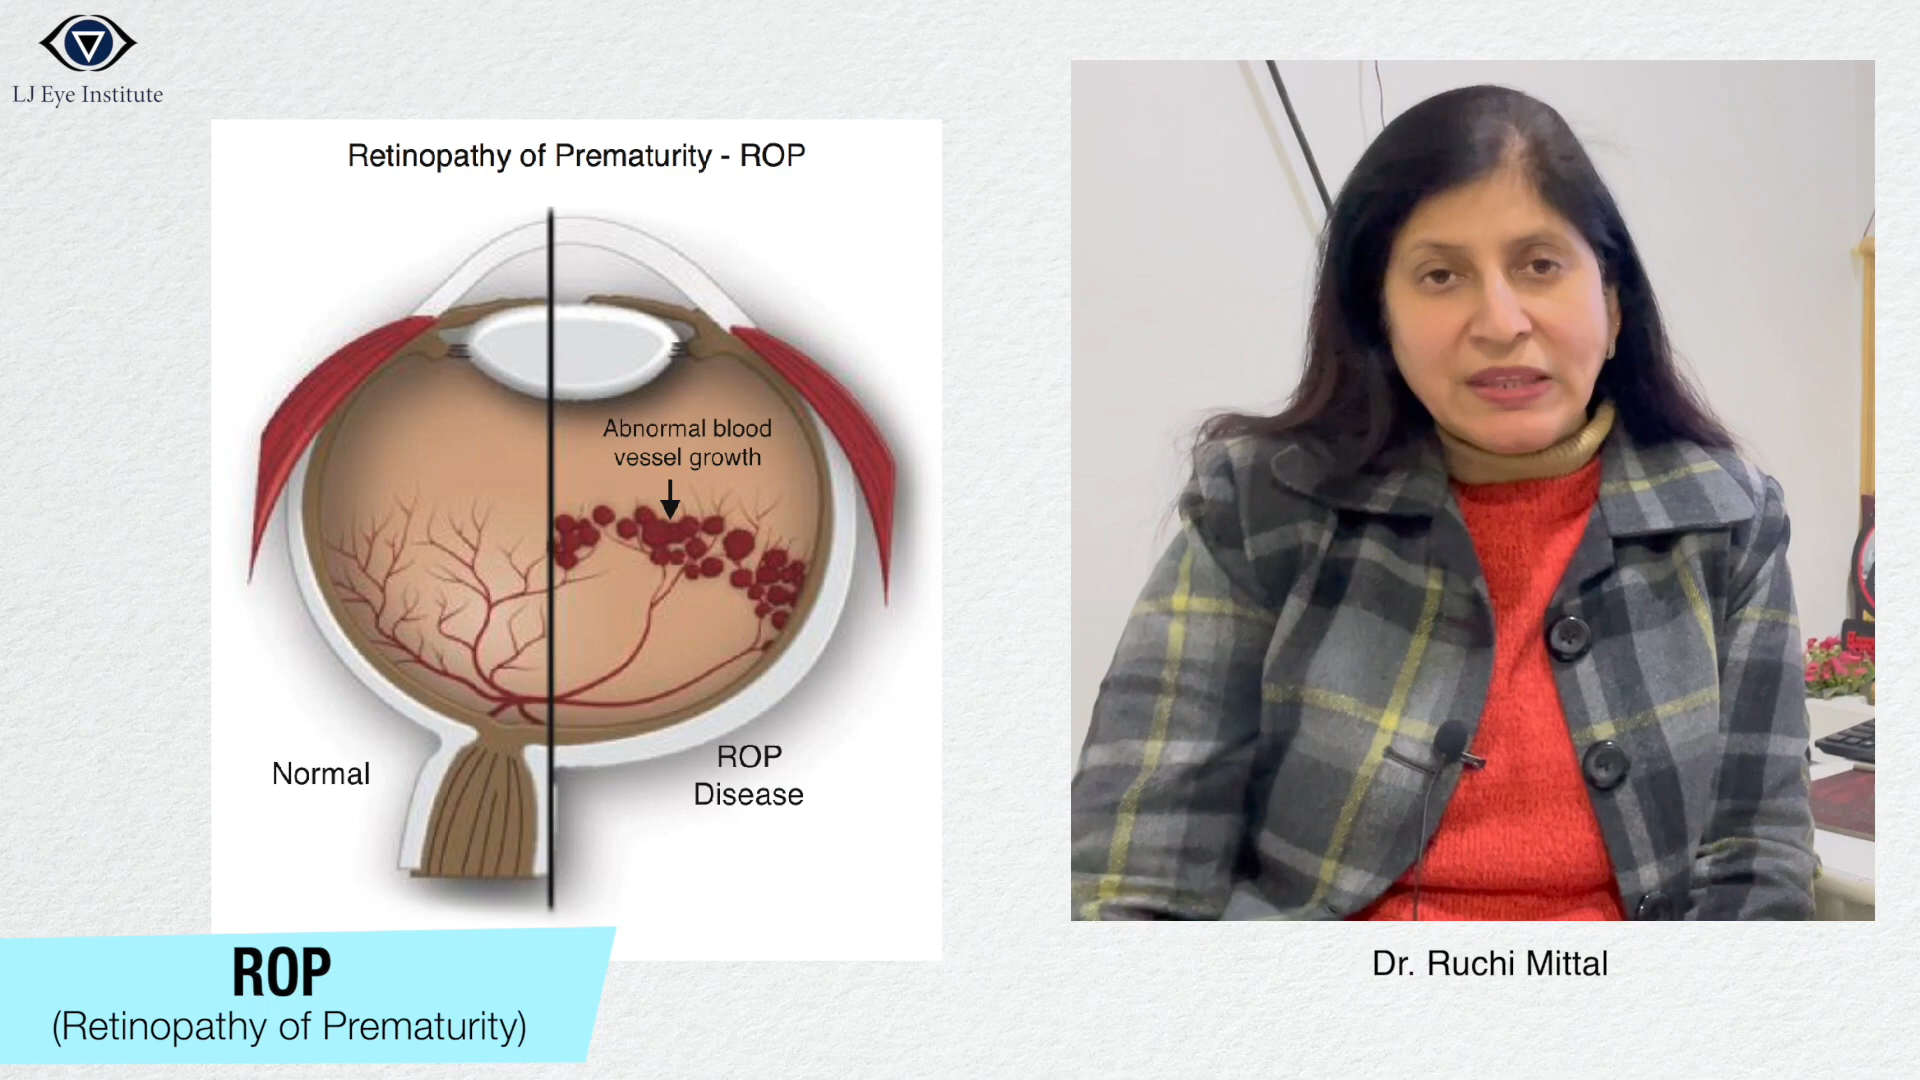 LJ Eye Institute
Retinopathy of Prematurity - ROP
Abnormal blood
vessel growth
Normal
ROP
Disease
ROP
(Retinopathy of Prematurity)
Dr. Ruchi Mittal